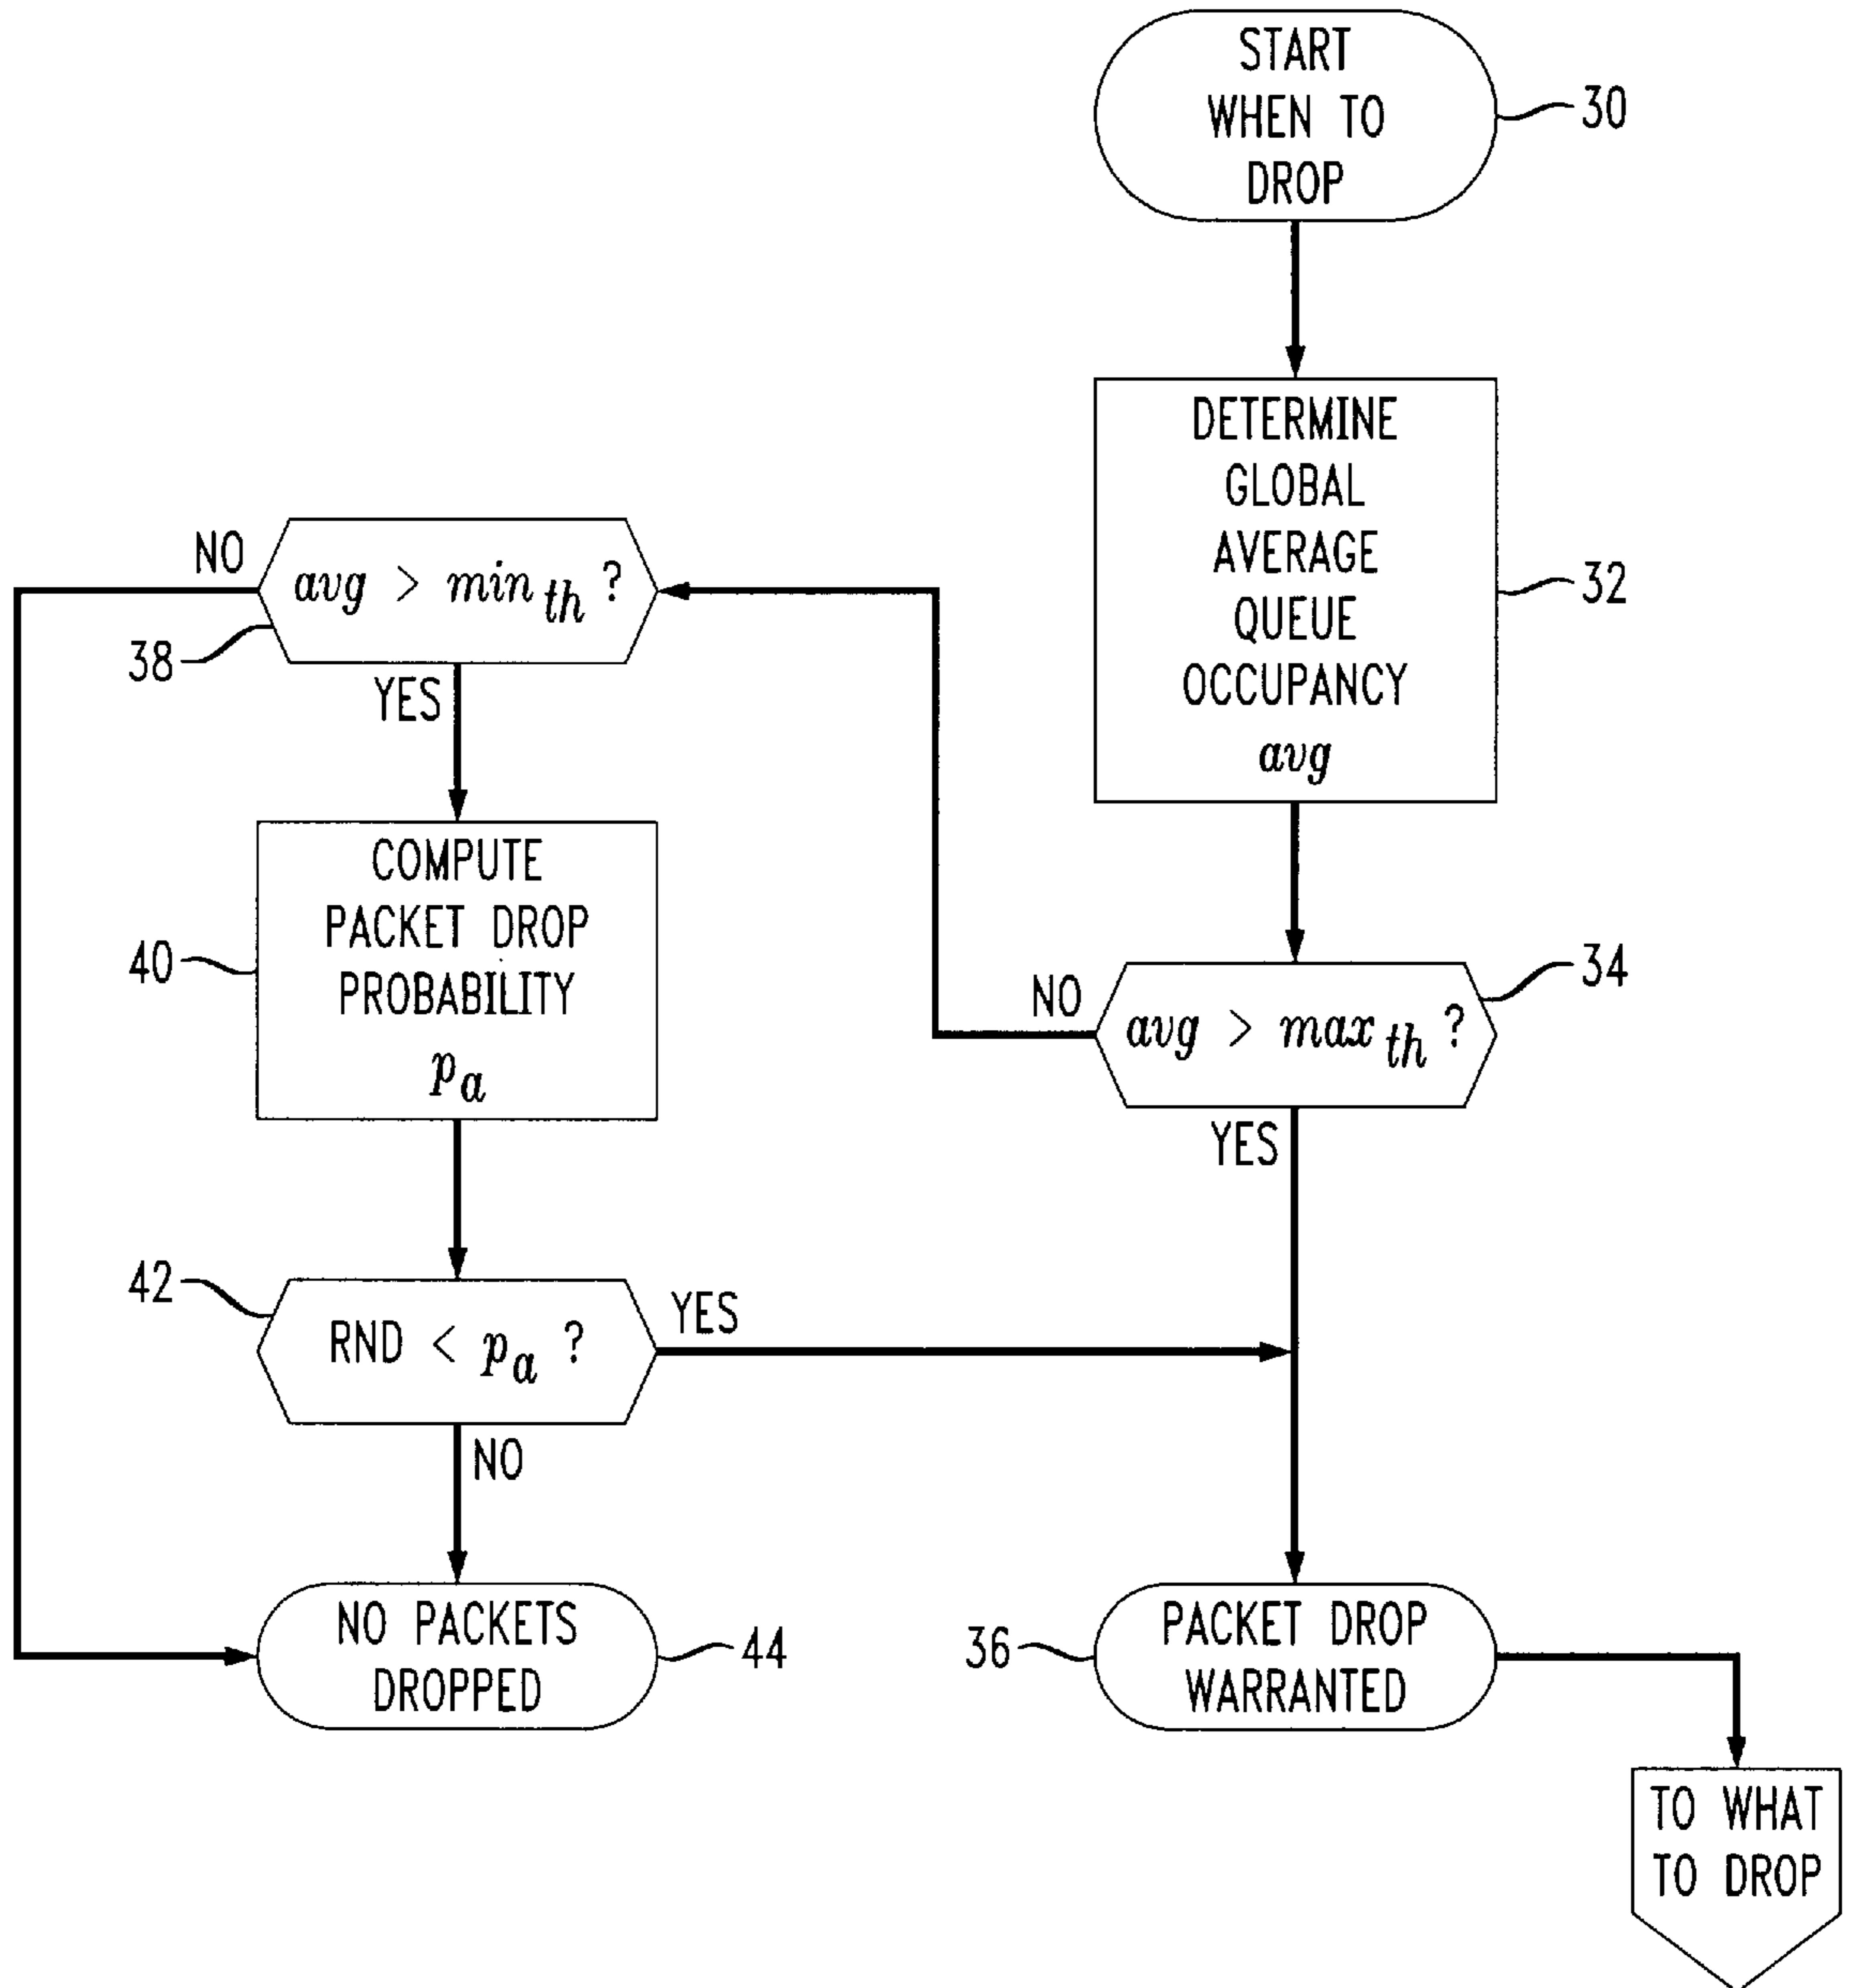 START
WHEN TO
DROP
30
DETERMINE
GLOBAL
AVERAGE
QUEUE
OCCUPANCY
avg
32
avg > max th ?
34
NO
YES
avg > min th ?
38
NO
YES
COMPUTE
PACKET DROP
PROBABILITY
p a
40
RND < p a ?
42
YES
NO
NO PACKETS
DROPPED
44
PACKET DROP
WARRANTED
36
TO WHAT
TO DROP